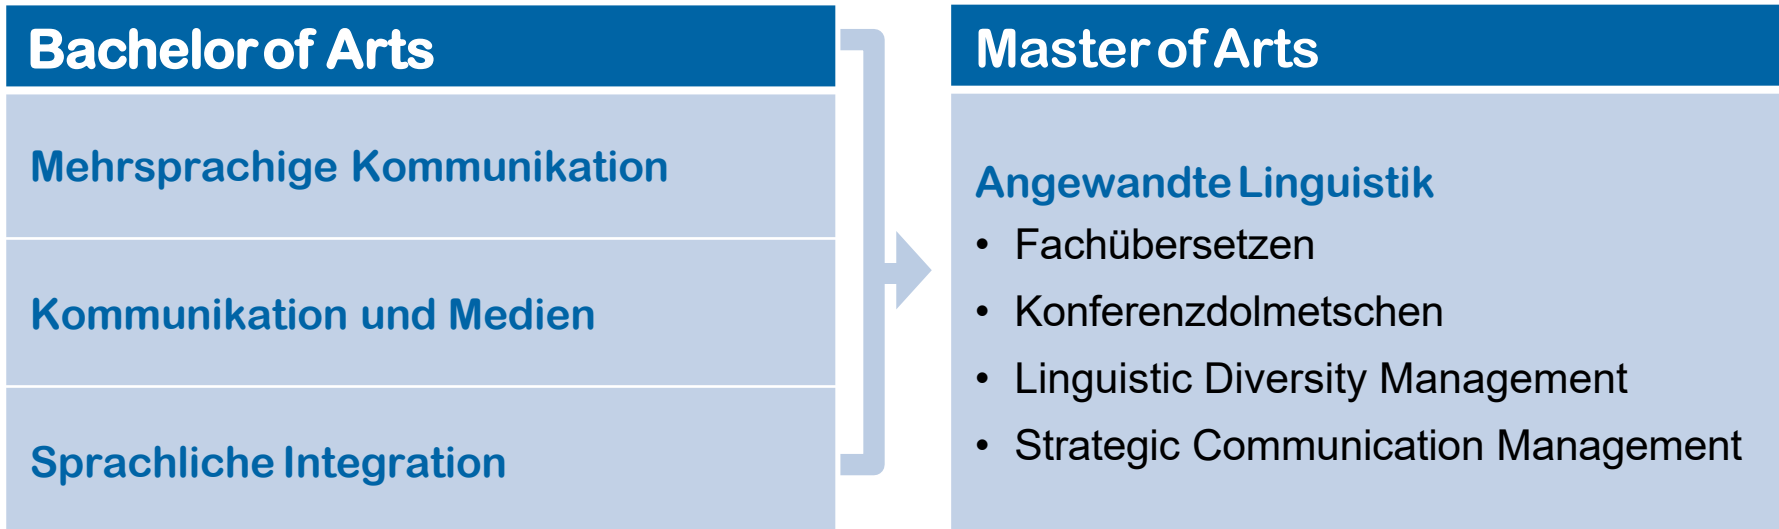 Bachelor of Arts
Mehrsprachige Kommunikation
Kommunikation und Medien
Sprachliche Integration
Master of Arts
Angewandte Linguistik
• Fachübersetzen
• Konferenzdolmetschen
• Linguistic Diversity Management
• Strategic Communication Management